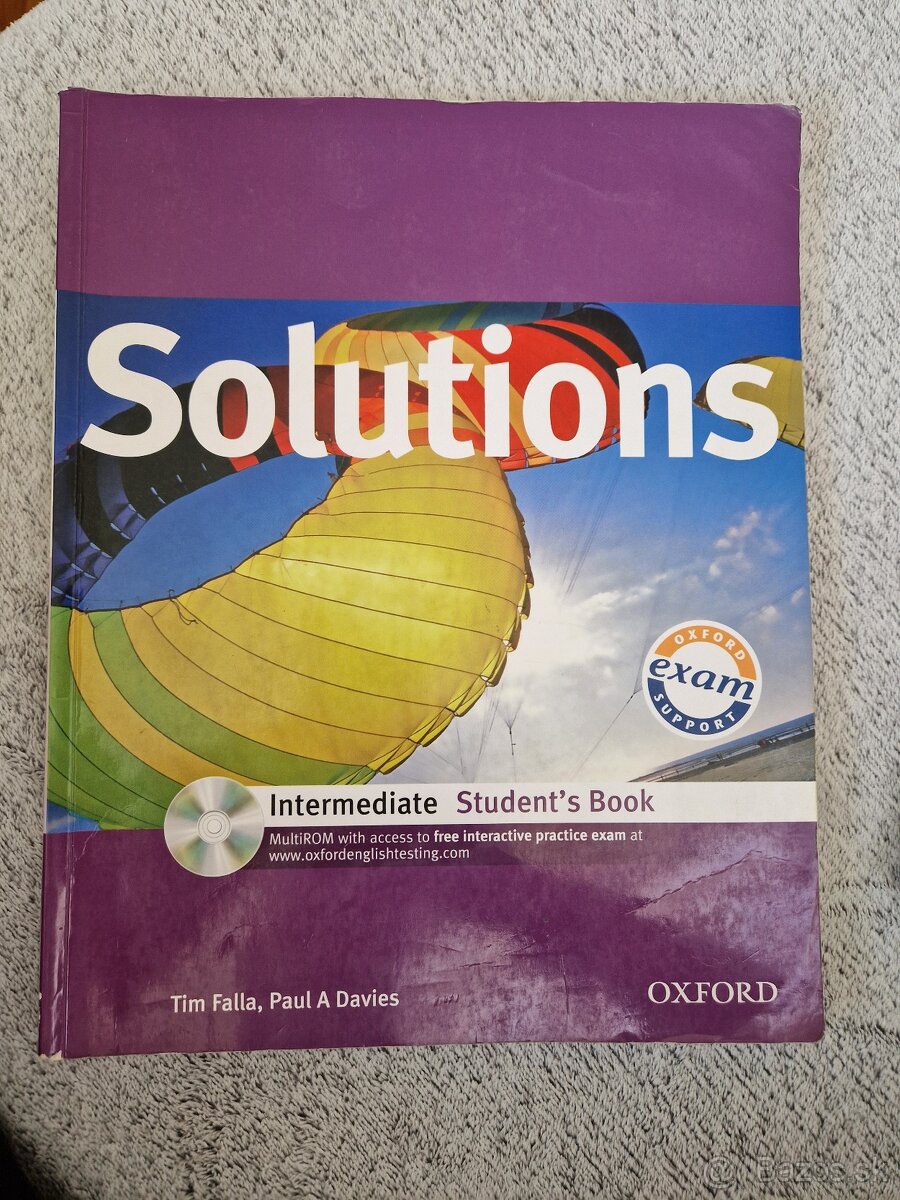 Solutions
OXFORD
exam
SUPPORT
Intermediate Student's Book
MultiROM with access to free interactive practice exam at
www.oxfordenglishtesting.com
Tim Falla, Paul A Davies
OXFORD
@ Bazos.sk